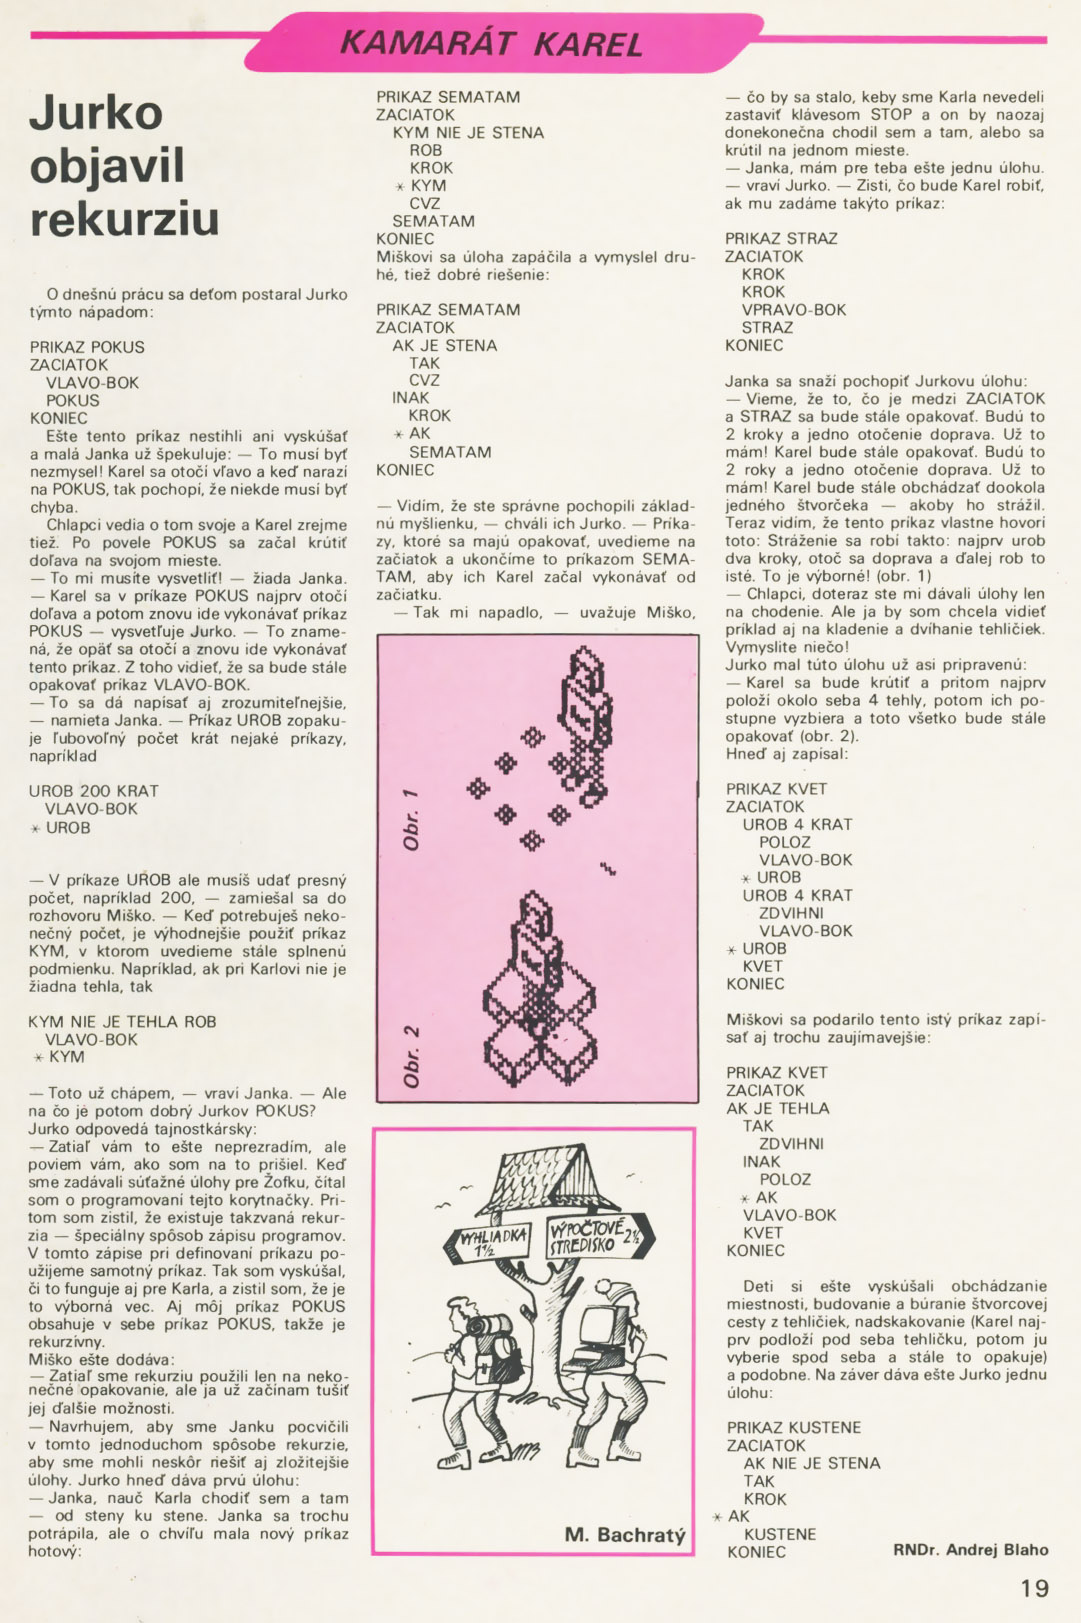 KAMARÁT KAREL
Jurko
objavil
rekurziu
O dnešnú prácu sa deťom postaral Jurko
týmto nápadom:
PRIKAZ POKUS
ZACIATOK
VLAVO-BOK
POKUS
KONIEC
Ešte tento príkaz nestihli ani vyskúšať
a malá Janka už špekuluje: — To musí byť
nezmysel! Karel sa otočí vľavo a keď narazí
na POKUS, tak pochopí, že niekde musí byť
chyba.
Chlapci vedia o tom svoje a Karel zrejme
tiež. Po povele POKUS sa začal krútiť
doľava na svojom mieste.
— To mi musíte vysvetliť! — žiada Janka.
— Karel sa v príkaze POKUS najprv otočí
doľava a potom znovu ide vykonávať príkaz
POKUS — vysvetľuje Jurko. — To zname-
ná, že opäť sa otočí a znovu ide vykonávať
tento príkaz. Z toho vidieť, že sa bude stále
opakovať príkaz VLAVO-BOK.
— To sa dá napísať aj zrozumiteľnejšie,
— namieta Janka. — Príkaz UROB zopaku-
je ľubovoľný počet krát nejaké príkazy,
napríklad
UROB 200 KRAT
VLAVO-BOK
* UROB
— V príkaze UROB ale musíš udať presný
počet, napríklad 200, — zamiešal sa do
rozhovoru Miško. — Keď potrebuješ neko-
nečný počet, je výhodnejšie použiť príkaz
KYM, v ktorom uvedieme stále splnenú
podmienku. Napríklad, ak pri Karlovi nie je
žiadna tehla, tak
KYM NIE JE TEHLA ROB
VLAVO-BOK
* KYM
— Toto už chápem, — vraví Janka. — Ale
na čo je potom dobrý Jurkov POKUS?
Jurko odpovedá tajnostkársky:
— Zatiaľ vám to ešte neprezradím, ale
poviem vám, ako som na to prišiel. Keď
sme zadávali súťažné úlohy pre Žofku, čítal
som o programovaní tejto korytnačky. Pri-
tom som zistil, že existuje takzvaná rekur-
zia — špeciálny spôsob zápisu programov.
V tomto zápise pri definovaní príkazu po-
užijeme samotný príkaz. Tak som vyskúšal,
či to funguje aj pre Karla, a zistil som, že je
to výborná vec. Aj môj príkaz POKUS
obsahuje v sebe príkaz POKUS, takže je
rekurzívny.
Miško ešte dodáva:
— Zatiaľ sme rekurziu použili len na neko-
nečné opakovanie, ale ja už začínam tušiť
jej ďalšie možnosti.
— Navrhujem, aby sme Janku pocvičili
v tomto jednoduchom spôsobe rekurzie,
aby sme mohli neskôr riešiť aj zložitejšie
úlohy. Jurko hneď dáva prvú úlohu:
— Janka, nauč Karla chodiť sem a tam
— od steny ku stene. Janka sa trochu
potrápila, ale o chvíľu mala nový príkaz
hotový:
PRIKAZ SEMATAM
ZACIATOK
KYM NIE JE STENA
ROB
KROK
* KYM
CVZ
SEMATAM
KONIEC
Miškovi sa úloha zapáčila a vymyslel dru-
hé, tiež dobré riešenie:
PRIKAZ SEMATAM
ZACIATOK
AK JE STENA
TAK
CVZ
INAK
KROK
* AK
SEMATAM
KONIEC
— Vidím, že ste správne pochopili základ-
nú myšlienku, — chváli ich Jurko. — Príka-
zy, ktoré sa majú opakovať, uvedieme na
začiatok a ukončíme to príkazom SEMA-
TAM, aby ich Karel začal vykonávať od
začiatku.
— Tak mi napadlo, — uvažuje Miško,
Obr. 1
Obr. 2
VYHLIADKA
1½
VÝPOČTOVÉ
STREDISKO 2½
M. Bachratý
— čo by sa stalo, keby sme Karla nevedeli
zastaviť klávesom STOP a on by naozaj
donekonečna chodil sem a tam, alebo sa
krútil na jednom mieste.
— Janka, mám pre teba ešte jednu úlohu.
— vraví Jurko. — Zisti, čo bude Karel robiť,
ak mu zadáme takýto príkaz:
PRIKAZ STRAZ
ZACIATOK
KROK
KROK
VPRAVO-BOK
STRAZ
KONIEC
Janka sa snaží pochopiť Jurkovu úlohu:
— Vieme, že to, čo je medzi ZACIATOK
a STRAZ sa bude stále opakovať. Budú to
2 kroky a jedno otočenie doprava. Už to
mám! Karel bude stále opakovať. Budú to
2 roky a jedno otočenie doprava. Už to
mám! Karel bude stále obchádzať dookola
jedného štvorčeka — akoby ho strážil.
Teraz vidím, že tento príkaz vlastne hovorí
toto: Stráženie sa robí takto: najprv urob
dva kroky, otoč sa doprava a ďalej rob to
isté. To je výborné! (obr. 1)
— Chlapci, doteraz ste mi dávali úlohy len
na chodenie. Ale ja by som chcela vidieť
príklad aj na kladenie a dvíhanie tehličiek.
Vymyslite niečo!
Jurko mal túto úlohu už asi pripravenú:
— Karel sa bude krútiť a pritom najprv
položí okolo seba 4 tehly, potom ich po-
stupne vyzbiera a toto všetko bude stále
opakovať (obr. 2).
Hneď aj zapísal:
PRIKAZ KVET
ZACIATOK
UROB 4 KRAT
POLOZ
VLAVO-BOK
* UROB
UROB 4 KRAT
ZDVIHNI
VLAVO-BOK
* UROB
KVET
KONIEC
Miškovi sa podarilo tento istý príkaz zapí-
sať aj trochu zaujímavejšie:
PRIKAZ KVET
ZACIATOK
AK JE TEHLA
TAK
ZDVIHNI
INAK
POLOZ
* AK
VLAVO-BOK
KVET
KONIEC
Deti si ešte vyskúšali obchádzanie
miestnosti, budovanie a búranie štvorcovej
cesty z tehličiek, nadskakovanie (Karel naj-
prv podloží pod seba tehličku, potom ju
vyberie spod seba a stále to opakuje)
a podobne. Na záver dáva ešte Jurko jednu
úlohu:
PRIKAZ KUSTENE
ZACIATOK
AK NIE JE STENA
TAK
KROK
* AK
KUSTENE
KONIEC
RNDr. Andrej Blaho
19